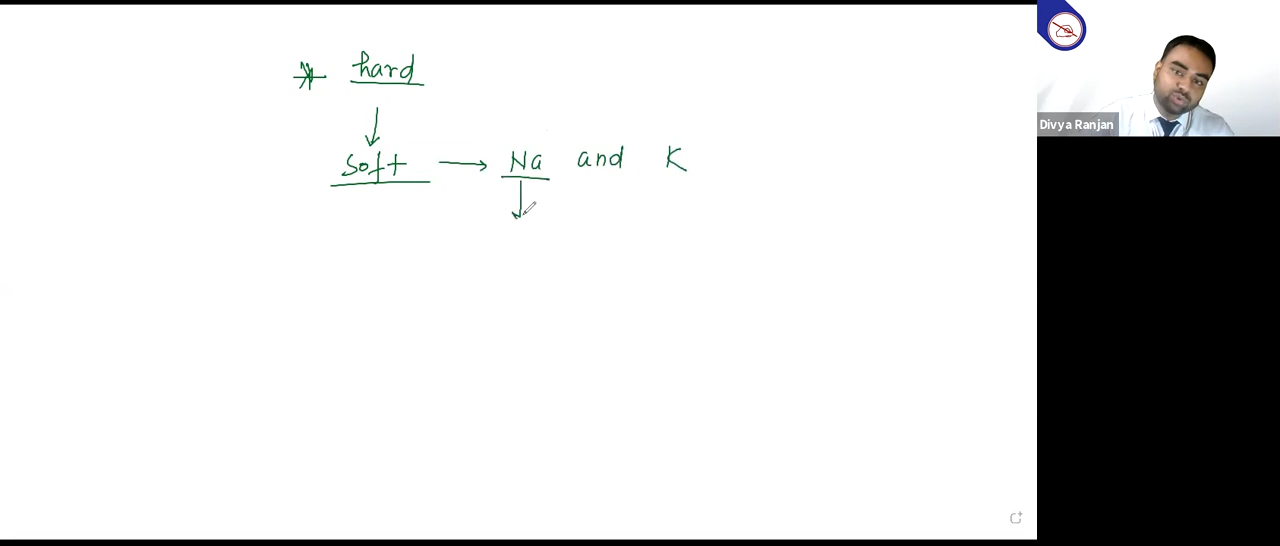 * hard
↓
Soft → Na and K
↓
Divya Ranjan